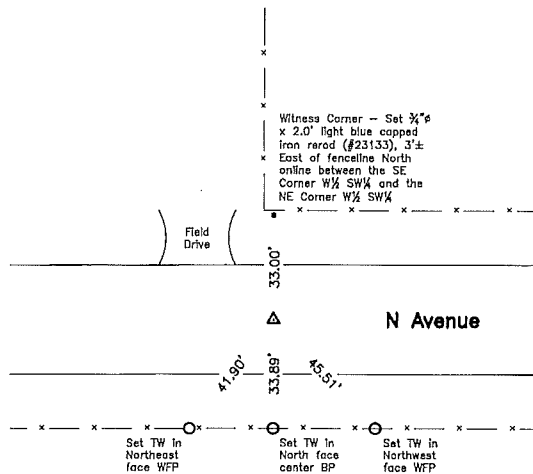 Witness Corner - Set ¾"ø
x 2.0' light blue capped
iron rerod (#23133), 3'±
East of fenceline North
online between the SE
Corner W½ SW¼ and the
NE Corner W½ SW¼
Field
Drive
33.00'
N Avenue
41.90'
33.89'
45.51'
Set TW in
Northeast
face WFP
Set TW in
North face
center BP
Set TW in
Northwest
face WFP